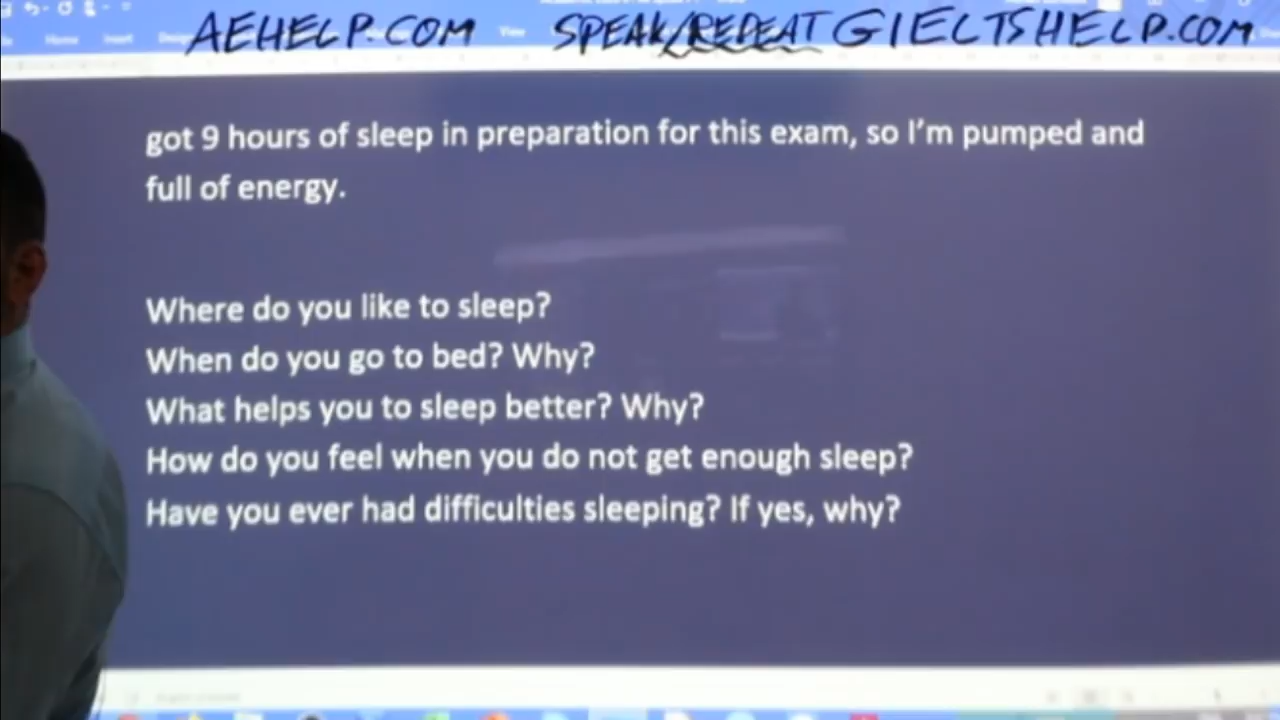 AEHELP.COM SPEAK/REPEAT GIELTSHELP.COM
Home Insert View
got 9 hours of sleep in preparation for this exam, so I'm pumped and
full of energy.
Where do you like to sleep?
When do you go to bed? Why?
What helps you to sleep better? Why?
How do you feel when you do not get enough sleep?
Have you ever had difficulties sleeping? If yes, why?